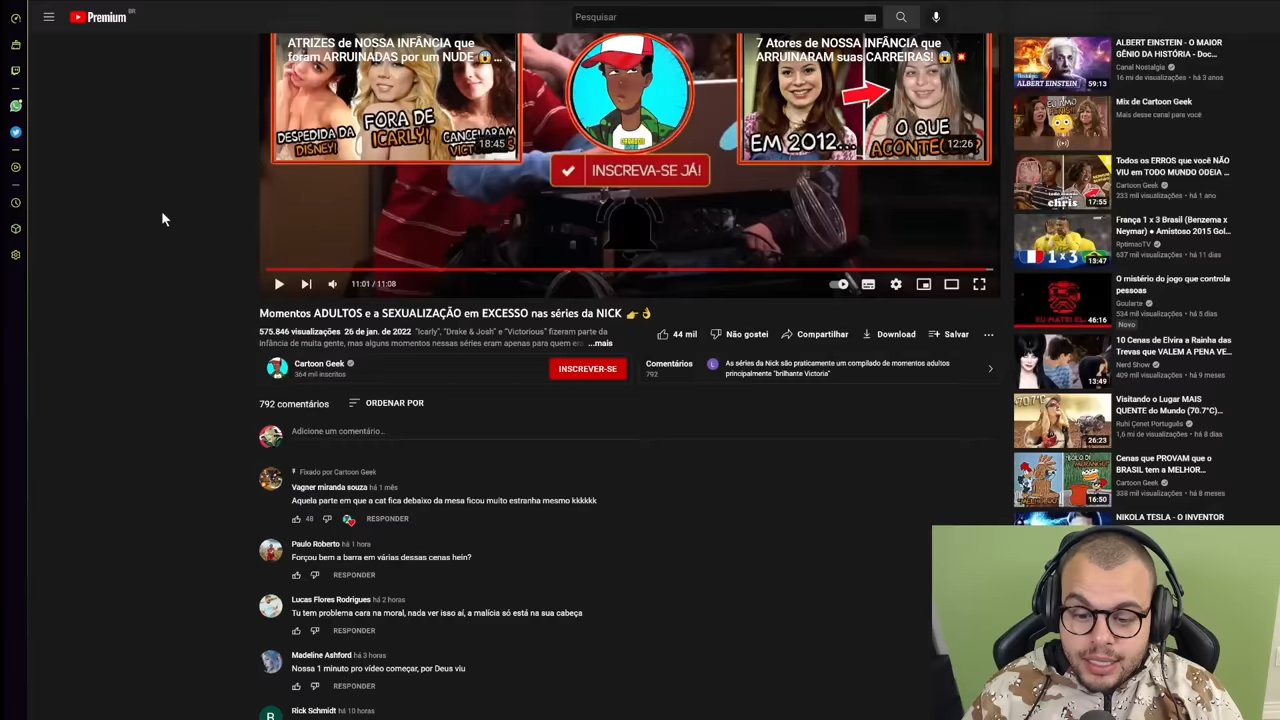 Premium BR
Pesquisar
ATRIZES de NOSSA INFÂNCIA que
foram ARRUINADAS por um NUDE 😱 ...
DESPEDIDA DA
DISNEY!
FORA DE
ICARLY!
CANCELARAM
18:45
7 Atores de NOSSA INFÂNCIA que
ARRUINARAM suas CARREIRAS! 😱 💥
EM 2012...
O QUE
ACONTECEU?
12:26
INSCREVA-SE JÁ!
11:01 / 11:08
Momentos ADULTOS e a SEXUALIZAÇÃO em EXCESSO nas séries da NICK 👉👌
575.846 visualizações 26 de jan. de 2022 "Icarly", "Drake & Josh" e "Victorious" fizeram parte da
infância de muita gente, mas alguns momentos nessas séries eram apenas para quem era ...mais
44 mil
Não gostei
Compartilhar
Download
Salvar
Cartoon Geek
364 mil inscritos
INSCREVER-SE
Comentários
792
L
As séries da Nick são praticamente um compilado de momentos adultos
principalmente "brilhante Victoria"
792 comentários
ORDENAR POR
Adicione um comentário...
Fixado por Cartoon Geek
Vagner miranda souza há 1 mês
Aquela parte em que a cat fica debaixo da mesa ficou muito estranha mesmo kkkkkk
48
RESPONDER
Paulo Roberto há 1 hora
Forçou bem a barra em várias dessas cenas hein?
RESPONDER
Lucas Flores Rodrigues há 2 horas
Tu tem problema cara na moral, nada ver isso aí, a malícia só está na sua cabeça
RESPONDER
Madeline Ashford há 3 horas
Nossa 1 minuto pro vídeo começar, por Deus viu
RESPONDER
R
Rick Schmidt há 10 horas
ALBERT EINSTEIN
59:13
ALBERT EINSTEIN - O MAIOR
GÊNIO DA HISTÓRIA - Doc...
Canal Nostalgia
16 mi de visualizações • há 3 anos
Mix de Cartoon Geek
Mais desse canal para você
chris
17:55
Todos os ERROS que você NÃO
VIU em TODO MUNDO ODEIA ...
Cartoon Geek
233 mil visualizações • há 1 ano
1 x 3
13:47
França 1 x 3 Brasil (Benzema x
Neymar) ● Amistoso 2015 Gol...
RptimaoTV
637 mil visualizações • há 11 dias
46:16
O mistério do jogo que controla
pessoas
Goularte
534 mil visualizações • há 5 dias
Novo
13:49
10 Cenas de Elvira a Rainha das
Trevas que VALEM A PENA VE...
Nerd Show
409 mil visualizações • há 9 meses
26:23
Visitando o Lugar MAIS
QUENTE do Mundo (70.7°C)...
Ruhi Çenet Português
1,6 mi de visualizações • há 8 dias
16:50
Cenas que PROVAM que o
BRASIL tem a MELHOR...
Cartoon Geek
338 mil visualizações • há 8 meses
NIKOLA TESLA - O INVENTOR